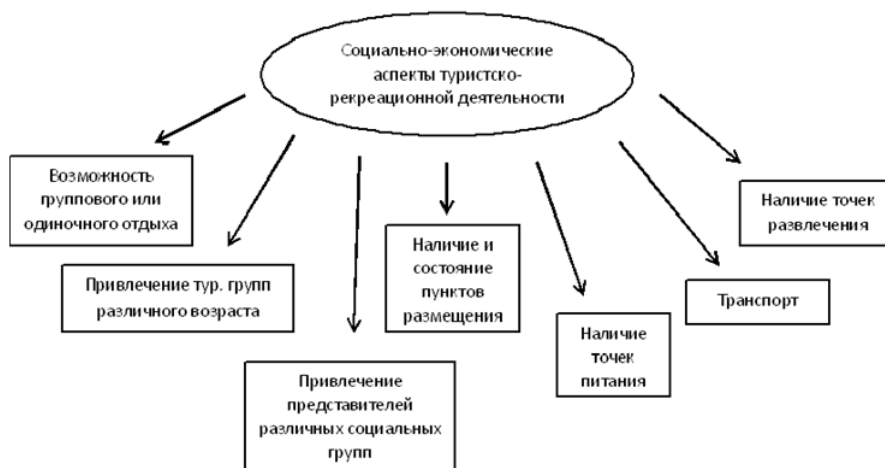 Социально-экономические
аспекты туристско-
рекреационной деятельности
Возможность
группового или
одиночного отдыха
Привлечение тур. групп
различного возраста
Привлечение
представителей
различных социальных
групп
Наличие и
состояние
пунктов
размещения
Наличие
точек
питания
Транспорт
Наличие точек
развлечения